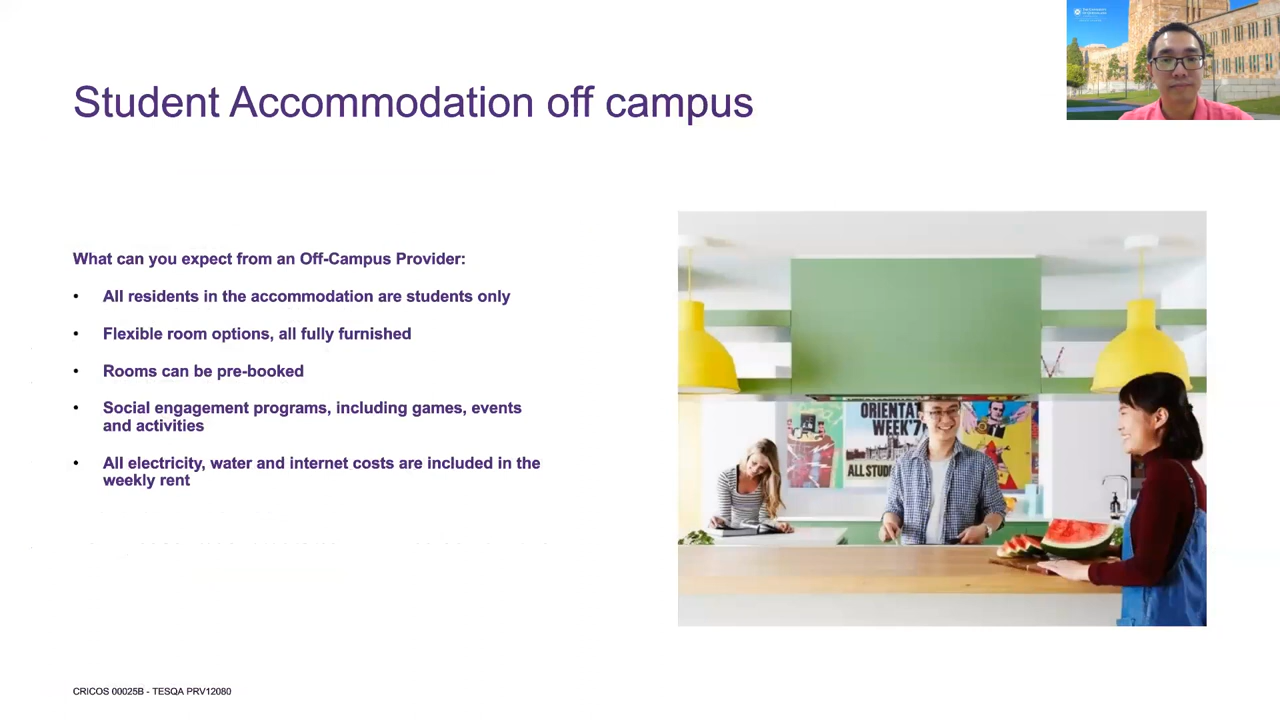 Student Accommodation off campus
What can you expect from an Off-Campus Provider:
• All residents in the accommodation are students only
• Flexible room options, all fully furnished
• Rooms can be pre-booked
• Social engagement programs, including games, events
and activities
• All electricity, water and internet costs are included in the
weekly rent
ORIENTAT
WEEK'7
ALL STUD
CRICOS 00025B - TESQA PRV12080